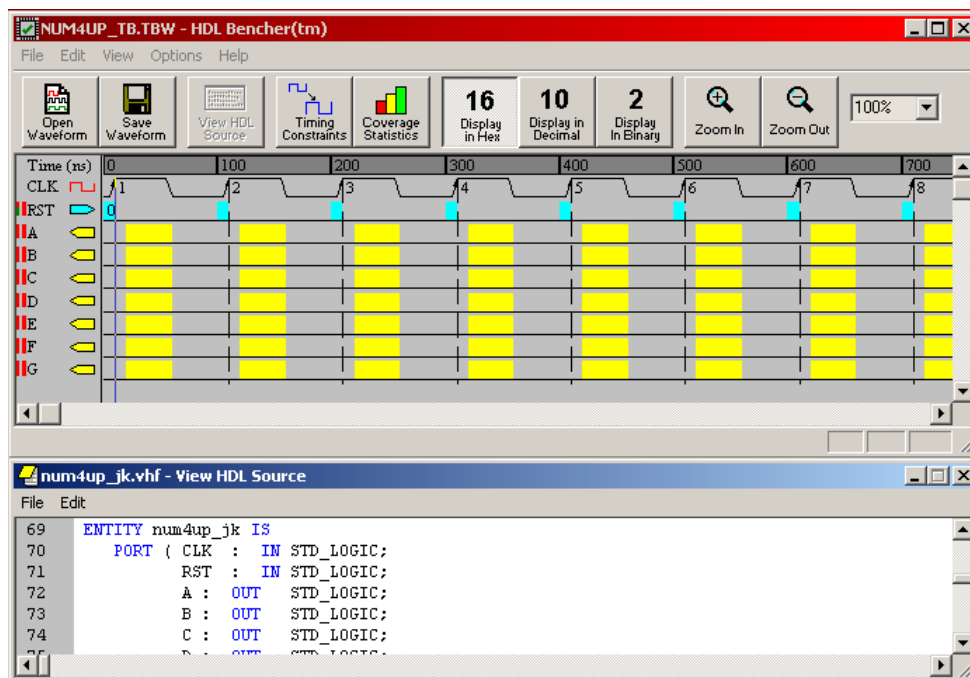 NUM4UP_TB.TBW - HDL Bencher(tm)
File Edit View Options Help
Open Waveform
Save Waveform
View HDL Source
Timing Constraints
Coverage Statistics
16 Display in Hex
10 Display in Decimal
2 Display In Binary
Zoom In
Zoom Out
100%
Time (ns) 0 100 200 300 400 500 600 700
CLK 1 2 3 4 5 6 7 8
RST 0
A
B
C
D
E
F
G
num4up_jk.vhf - View HDL Source
File Edit
69 ENTITY num4up_jk IS
70 PORT ( CLK : IN STD_LOGIC;
71 RST : IN STD_LOGIC;
72 A : OUT STD_LOGIC;
73 B : OUT STD_LOGIC;
74 C : OUT STD_LOGIC;
75 D : OUT STD_LOGIC;